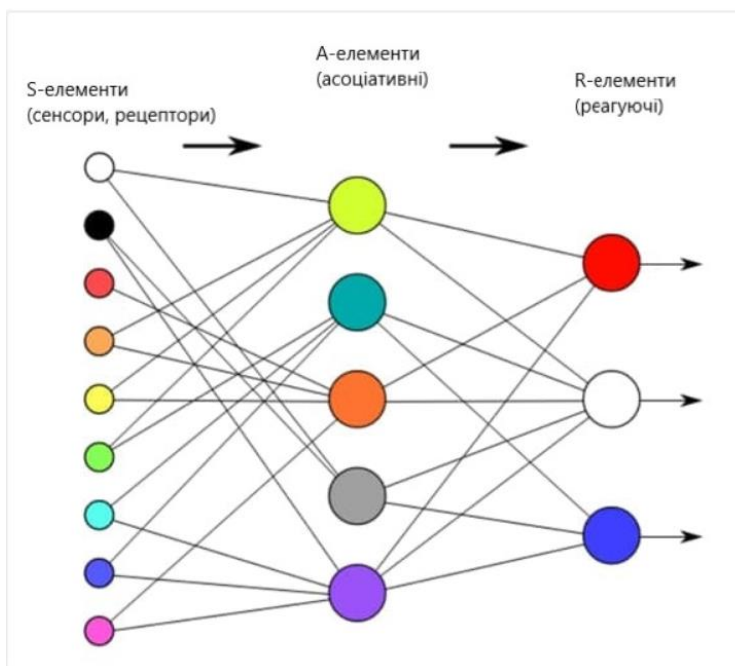 S-елементи
(сенсори, рецептори)
A-елементи
(асоціативні)
R-елементи
(реагуючі)